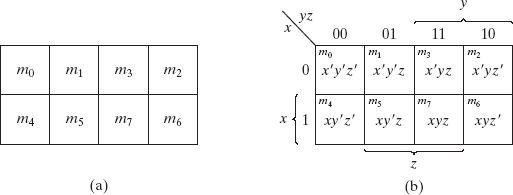 y
yz
x
00 01 11 10
m0 m1 m3 m2
m4 m5 m7 m6
0
m0 m1 m3 m2
x'y'z' x'y'z x'yz x'yz'
x
1
m4 m5 m7 m6
xy'z' xy'z xyz xyz'
z
(a) (b)